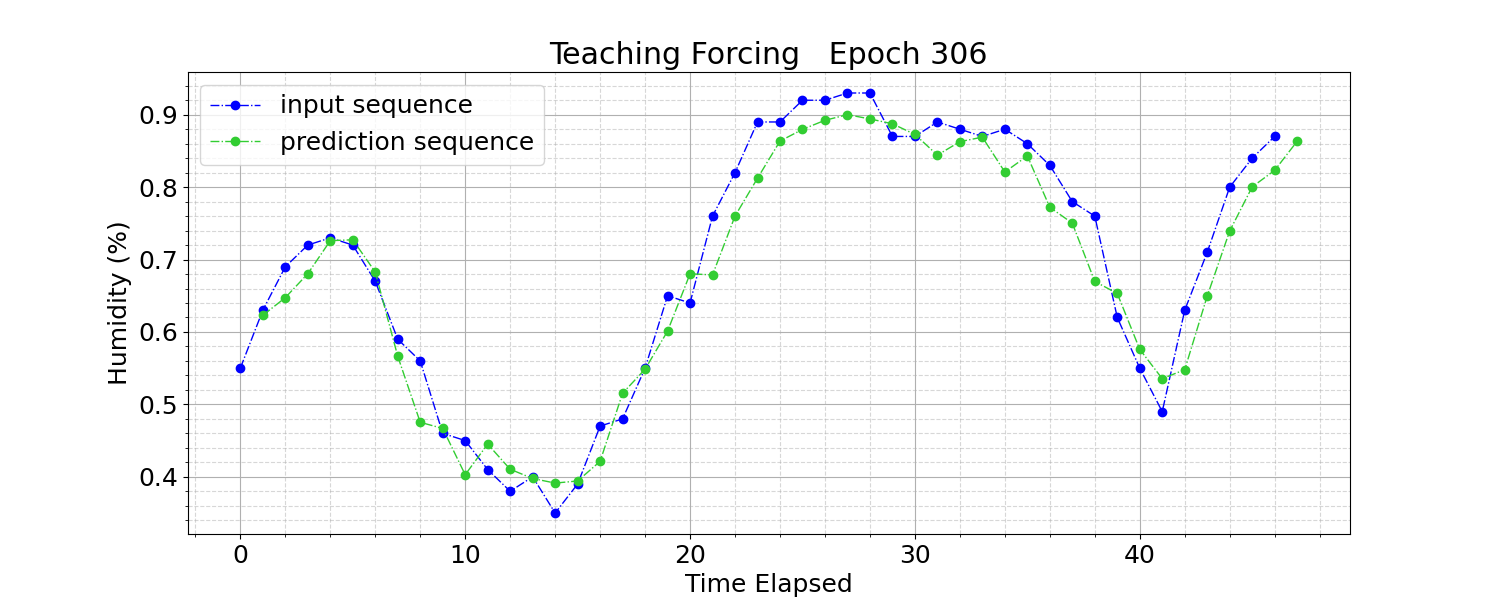 Teaching Forcing   Epoch 306
input sequence
prediction sequence
Humidity (%)
0.9
0.8
0.7
0.6
0.5
0.4
0 10 20 30 40
Time Elapsed